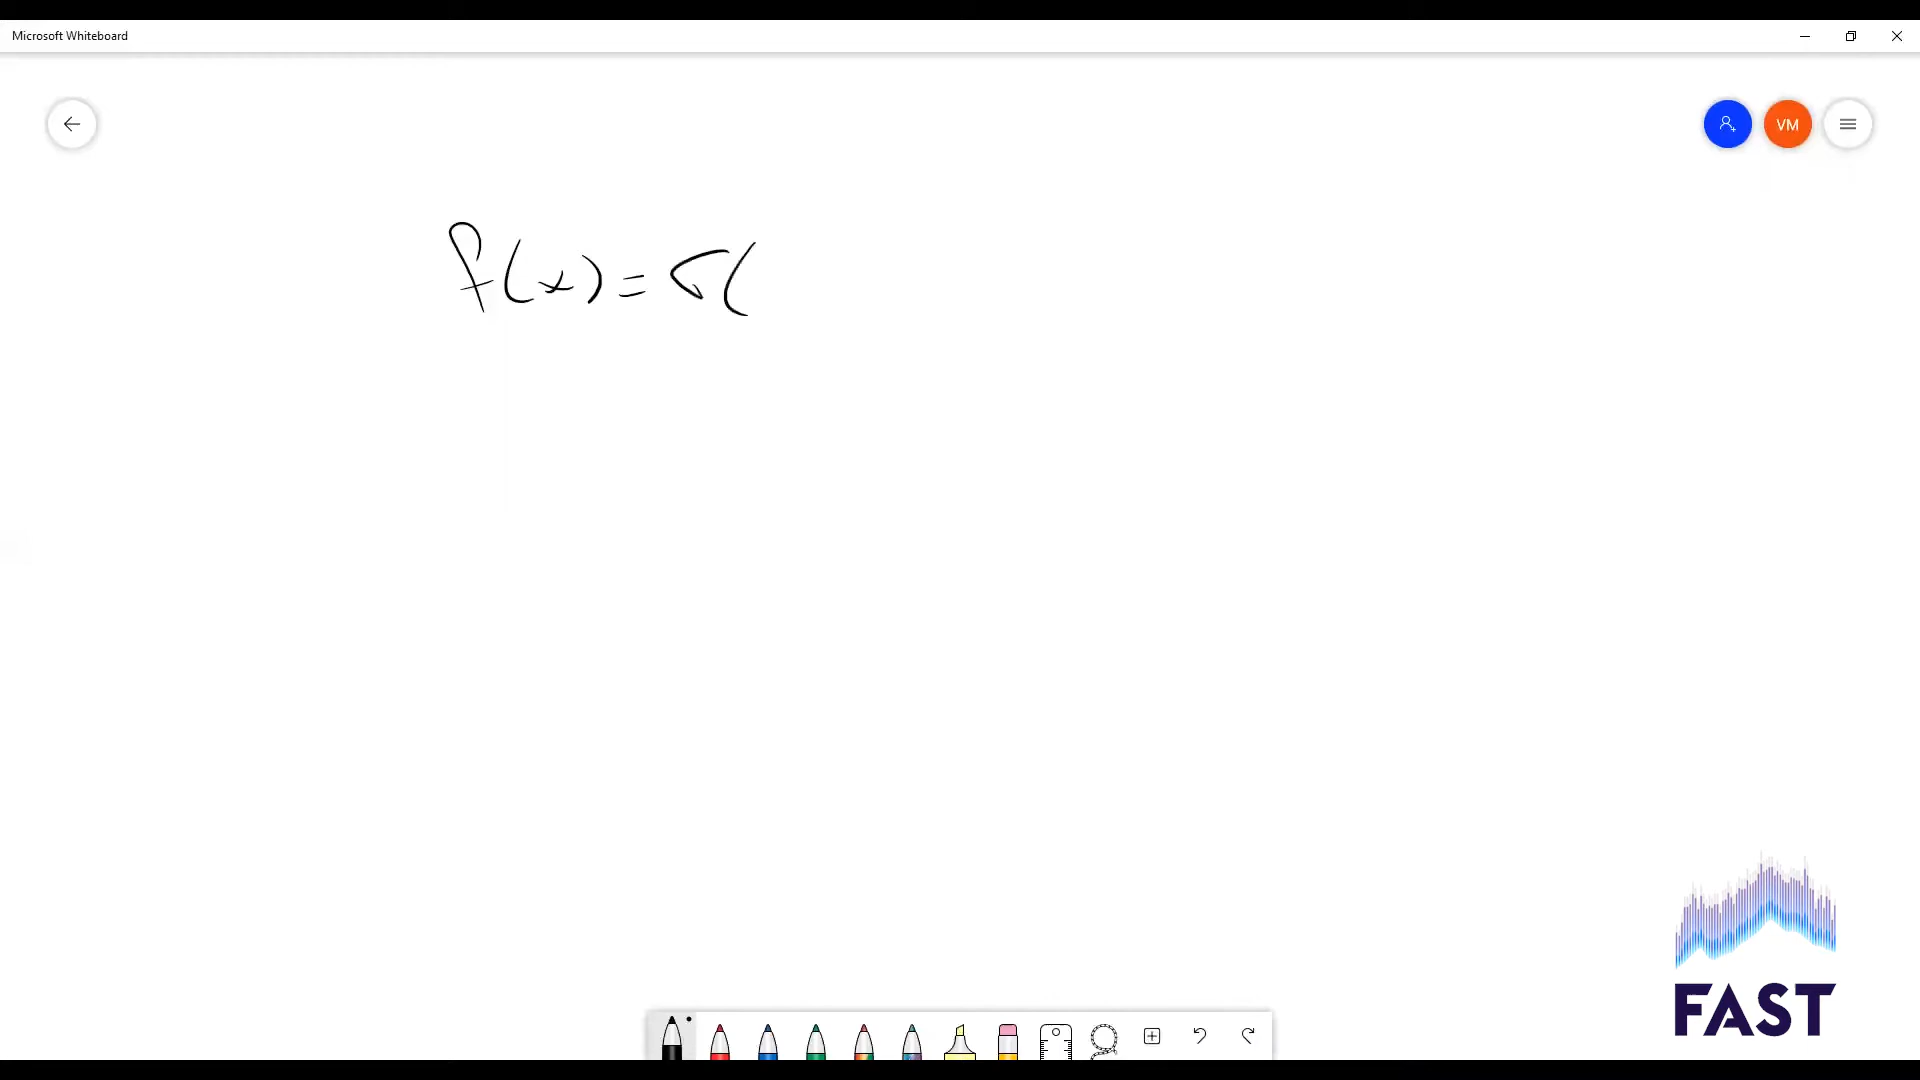 Microsoft Whiteboard
VM
f(x) = σ(
FAST